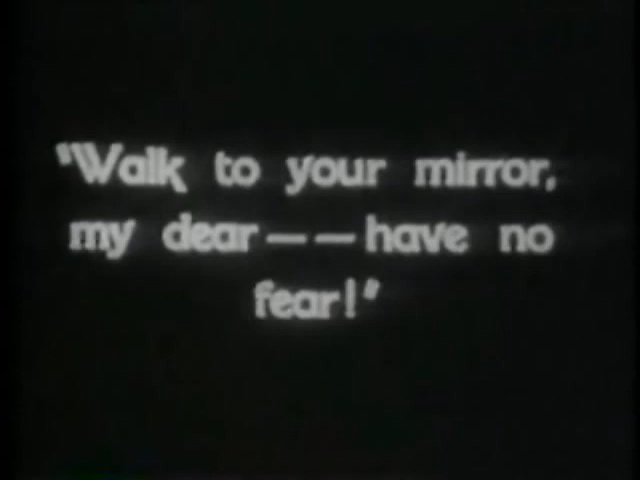 "Walk to your mirror,
my dear — — have no
fear!"